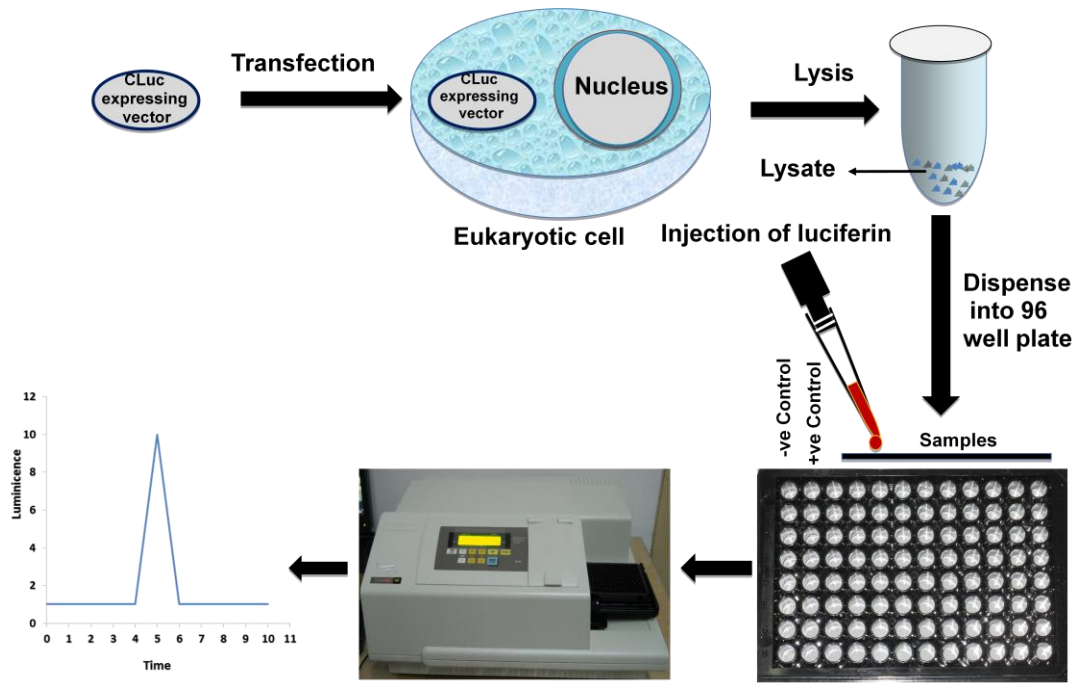 CLuc
expressing
vector
Transfection
CLuc
expressing
vector
Nucleus
Eukaryotic cell
Lysis
Lysate
Injection of luciferin
Dispense
into 96
well plate
-ve Control
+ve Control
Samples
Luminicence
12
10
8
6
4
2
0
0 1 2 3 4 5 6 7 8 9 10 11
Time